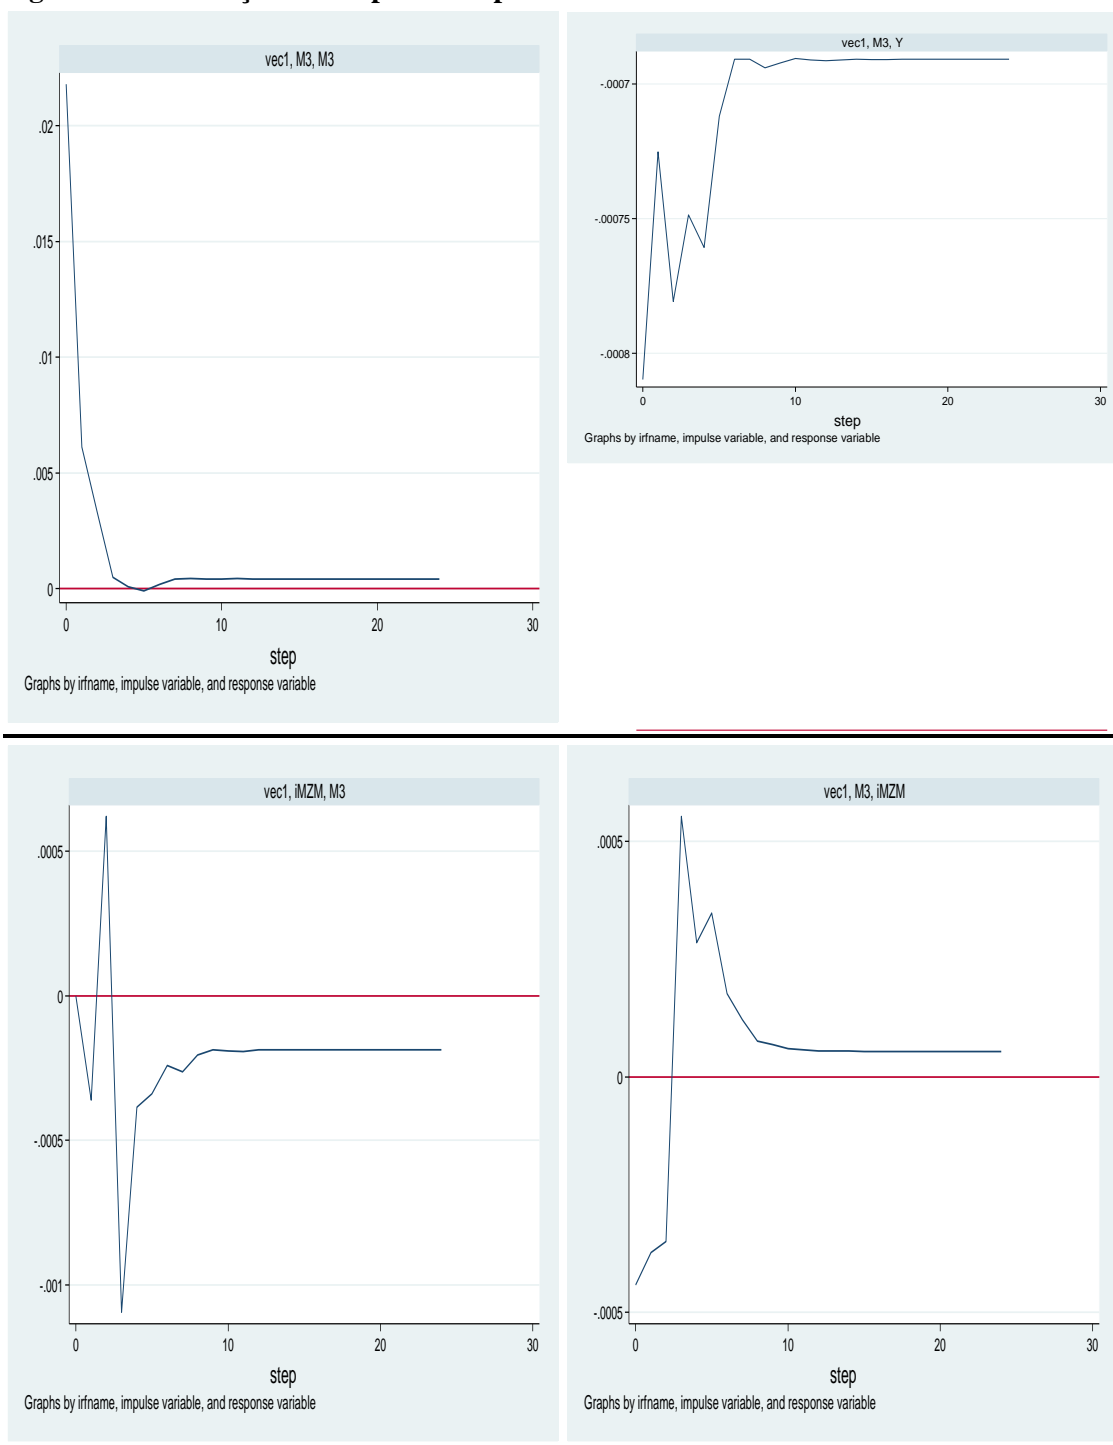 vec1, M3, M3
.02
.015
.01
.005
0
0 10 20 30
step
Graphs by irfname, impulse variable, and response variable
vec1, M3, Y
-.0007
-.00075
-.0008
0 10 20 30
step
Graphs by irfname, impulse variable, and response variable
vec1, iMZM, M3
.0005
0
-.0005
-.001
0 10 20 30
step
Graphs by irfname, impulse variable, and response variable
vec1, M3, iMZM
.0005
0
-.0005
0 10 20 30
step
Graphs by irfname, impulse variable, and response variable